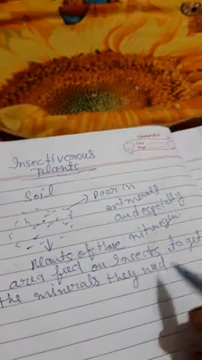 Insectivorous
plants
Soil
Poor in
minerals
and especially
nitrogen
plants of these
area feed on insects to get
the minerals they need